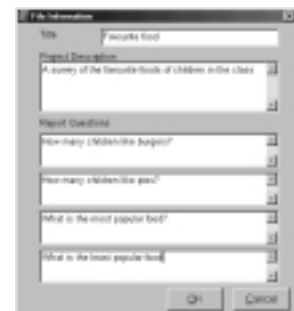 File Information
Title
Favourite food
Project Description
A survey of the favourite foods of children in the class
Report Questions
How many children like burgers?
How many children like pies?
What is the most popular food?
What is the least popular food
OK
Cancel